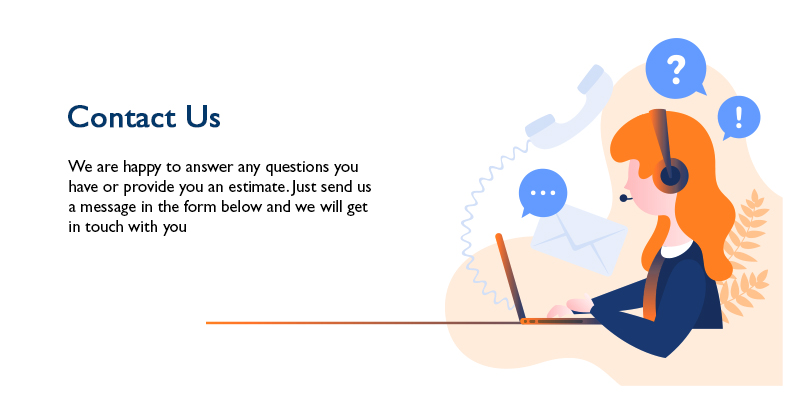 Contact Us
We are happy to answer any questions you
have or provide you an estimate. Just send us
a message in the form below and we will get
in touch with you
?
!
...